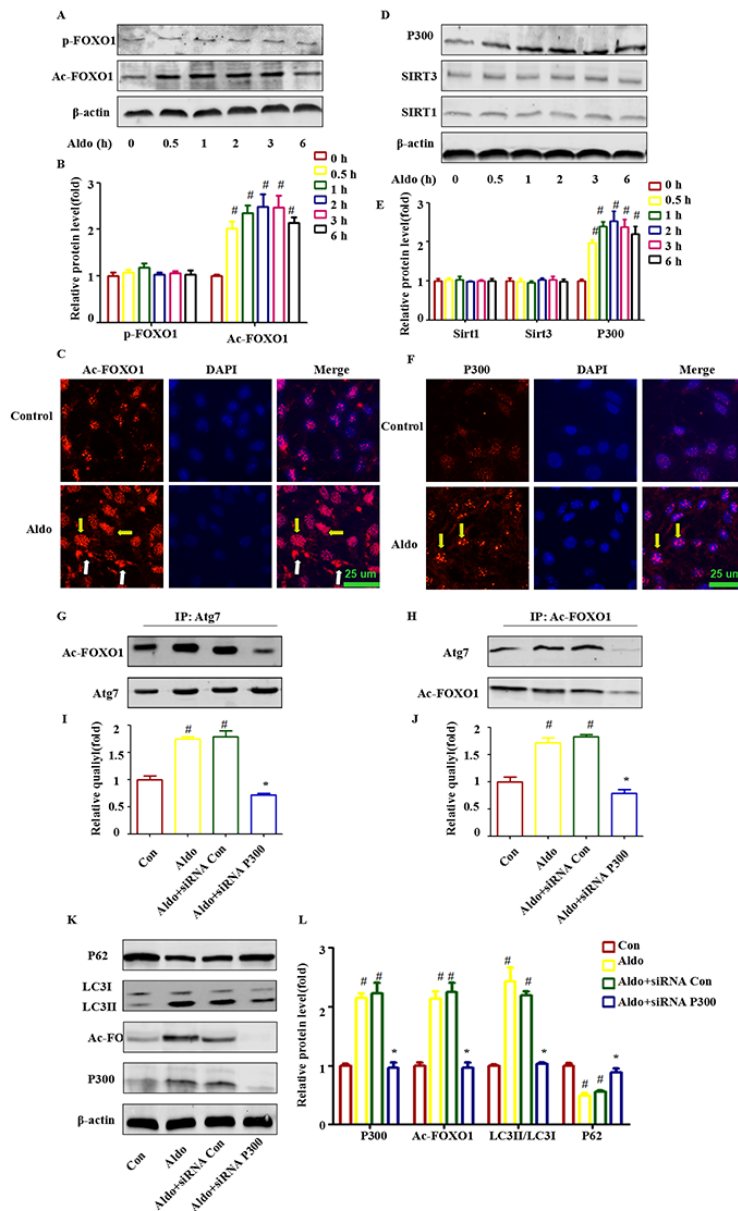 A
p-FOXO1
Ac-FOXO1
β-actin
Aldo (h) 0 0.5 1 2 3 6
B
Relative protein level(fold)
3
2
1
0
# # # # #
p-FOXO1 Ac-FOXO1
0 h
0.5 h
1 h
2 h
3 h
6 h
C
Ac-FOXO1 DAPI Merge
Control
Aldo
25 um
D
P300
SIRT3
SIRT1
β-actin
Aldo (h) 0 0.5 1 2 3 6
E
Relative protein level(fold)
3
2
1
0
# # # # #
Sirt1 Sirt3 P300
0 h
0.5 h
1 h
2 h
3 h
6 h
F
P300 DAPI Merge
Control
Aldo
25 um
G
IP: Atg7
Ac-FOXO1
Atg7
H
IP: Ac-FOXO1
Atg7
Ac-FOXO1
I
Relative qualiyl(fold)
2
1
0.5
0
# # *
Con Aldo Aldo+siRNA Con Aldo+siRNA P300
J
Relative qualiyl(fold)
2
1
0.5
0
# # *
Con Aldo Aldo+siRNA Con Aldo+siRNA P300
K
P62
LC3I
LC3II
Ac-FO
P300
β-actin
Con Aldo Aldo+siRNA Con Aldo+siRNA P300
L
Relative protein level(fold)
3
2
1
0
# # * # # * # # * # # *
P300 Ac-FOXO1 LC3II/LC3I P62
Con
Aldo
Aldo+siRNA Con
Aldo+siRNA P300